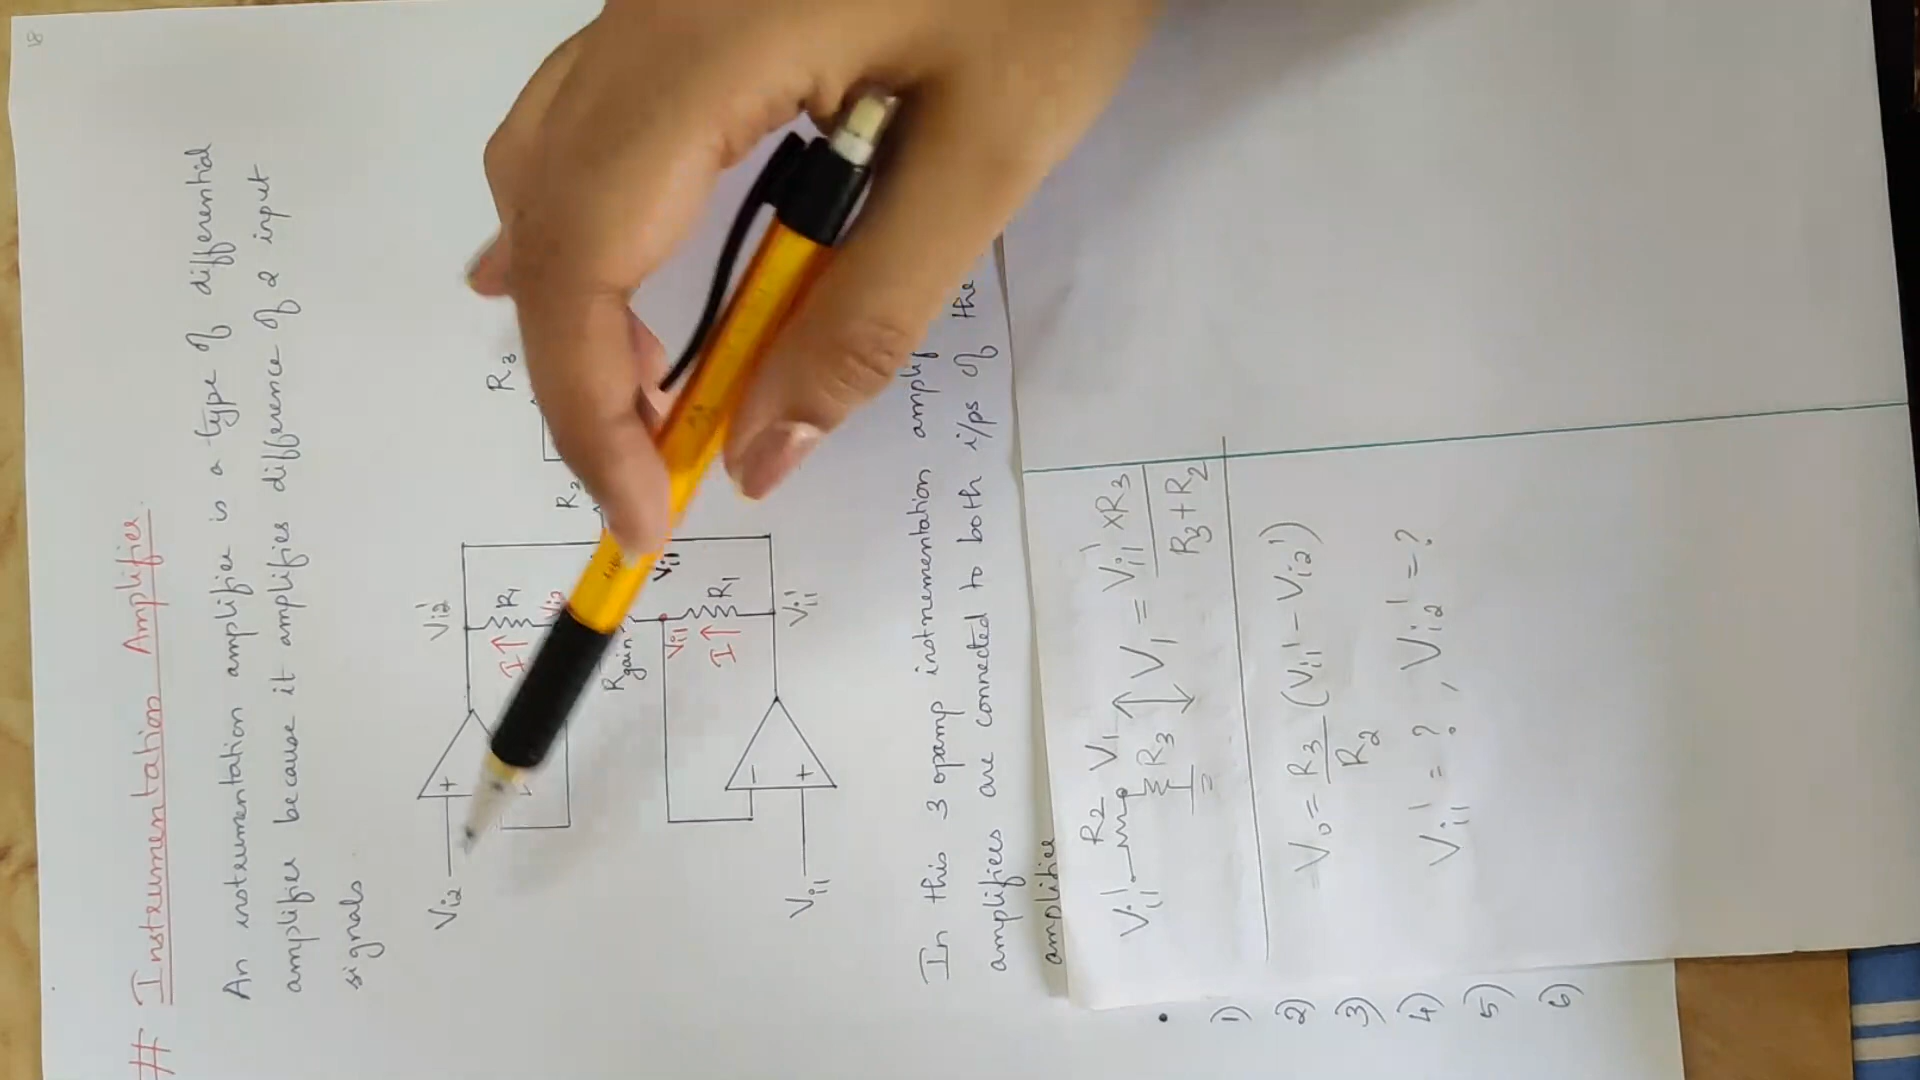 18
# Instrumentation Amplifier
An instrumentation amplifier is a type of differential
amplifier because it amplifies difference of 2 input
signals
Vi2
+
Vi2'
R1
I↑
Vi2
Rgain
R2
R3
Vi1
I↑
R1
Vi1'
Vi1'
-
+
Vi1
In this 3 opamp instrumentation
amplifiers are connected to both i/ps of the
amplifier
Vi1' R2 V1 R3 ↕ V1 = Vi1' x R3 / R3 + R2
= Vo = R3 / R2 (Vi1' - Vi2')
Vi1' = ? , Vi2' = ?
1)
2)
3)
4)
5)
6)